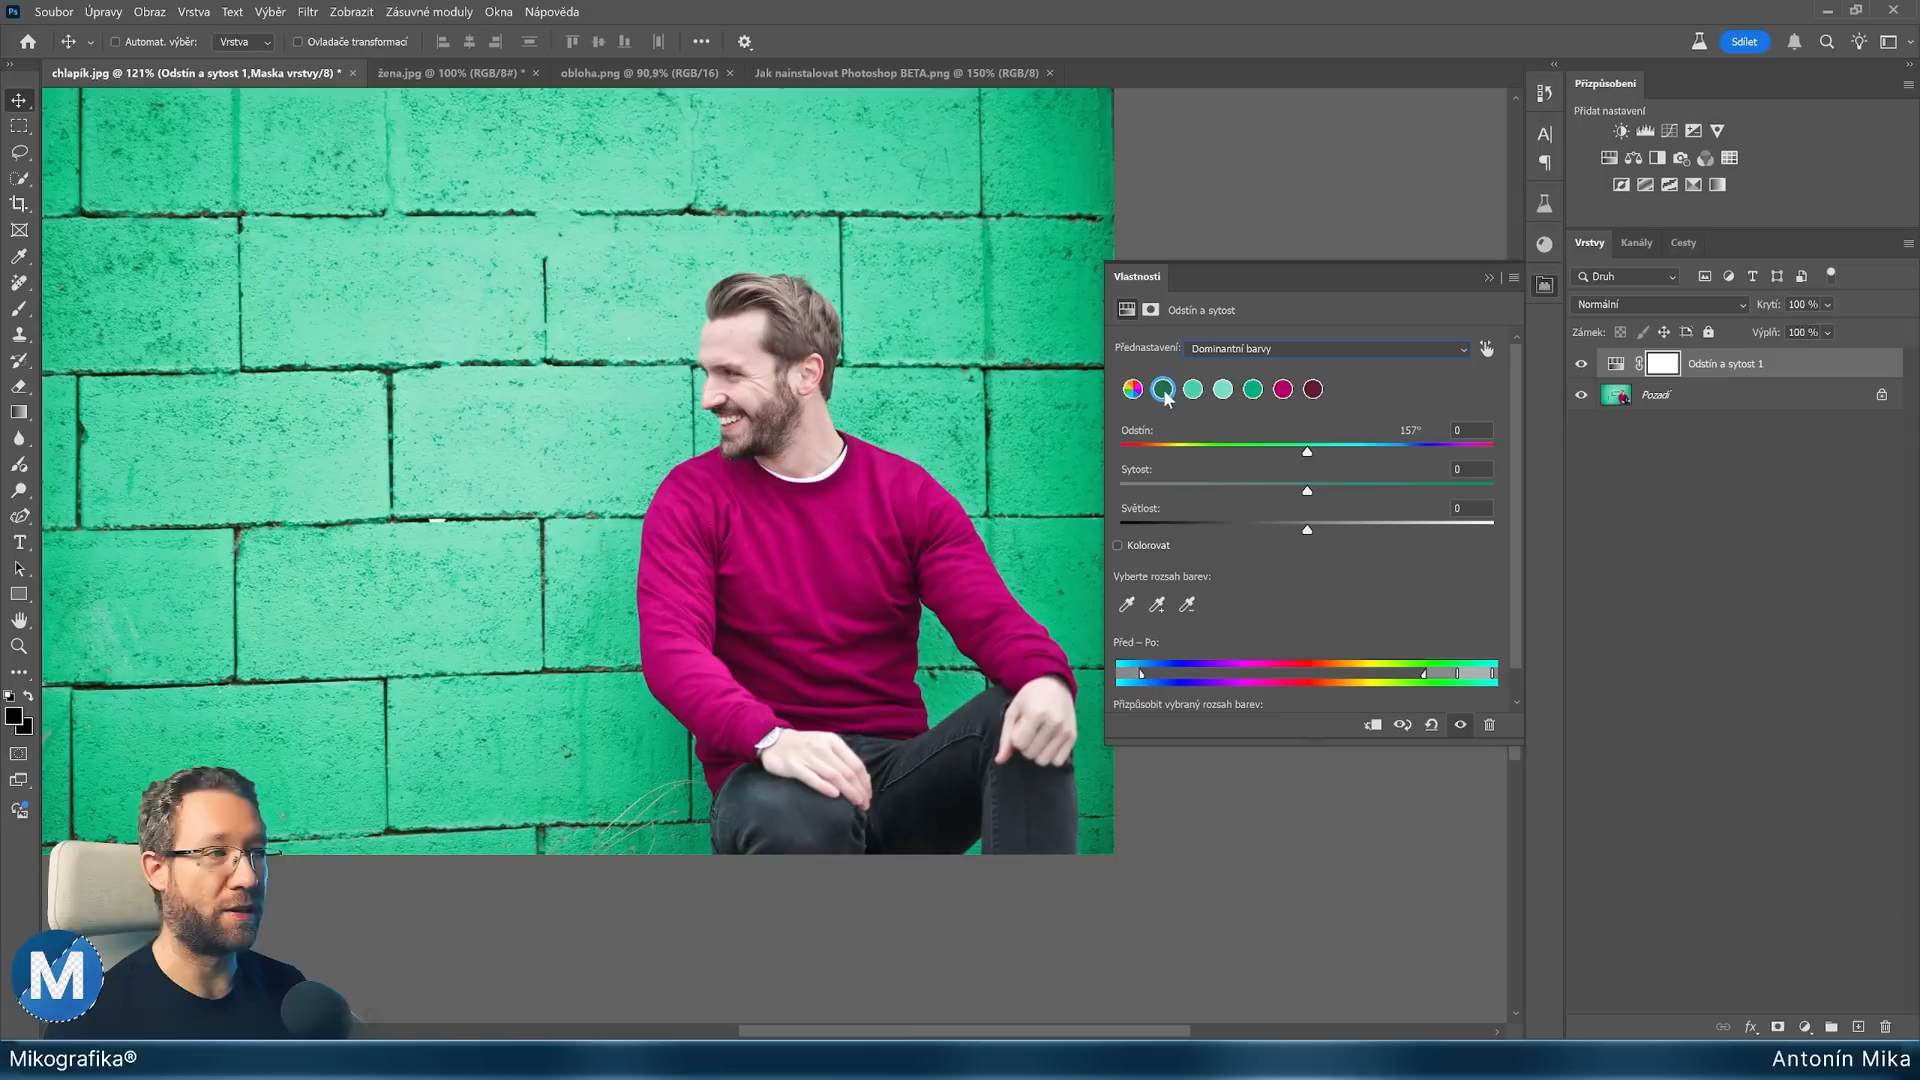 Ps Soubor Úpravy Obraz Vrstva Text Výběr Filtr Zobrazit Zásuvné moduly Okna Nápověda
Automat. výběr: Vrstva Ovladače transformací
Sdílet
chlapík.jpg @ 121% (Odstín a sytost 1,Maska vrstvy/8) *
žena.jpg @ 100% (RGB/8#) *
obloha.png @ 90,9% (RGB/16)
Jak nainstalovat Photoshop BETA.png @ 150% (RGB/8)
Přizpůsobení
Přidat nastavení
Vrstvy Kanály Cesty
Druh
Normální Krytí: 100 %
Zámek: Výplň: 100 %
Odstín a sytost 1
Pozadí
Vlastnosti
Odstín a sytost
Přednastavení: Dominantní barvy
Odstín: 157° 0
Sytost: 0
Světlost: 0
Kolorovat
Vyberte rozsah barev:
Před – Po:
Přizpůsobit vybraný rozsah barev:
M
Mikografika®
Antonín Mika